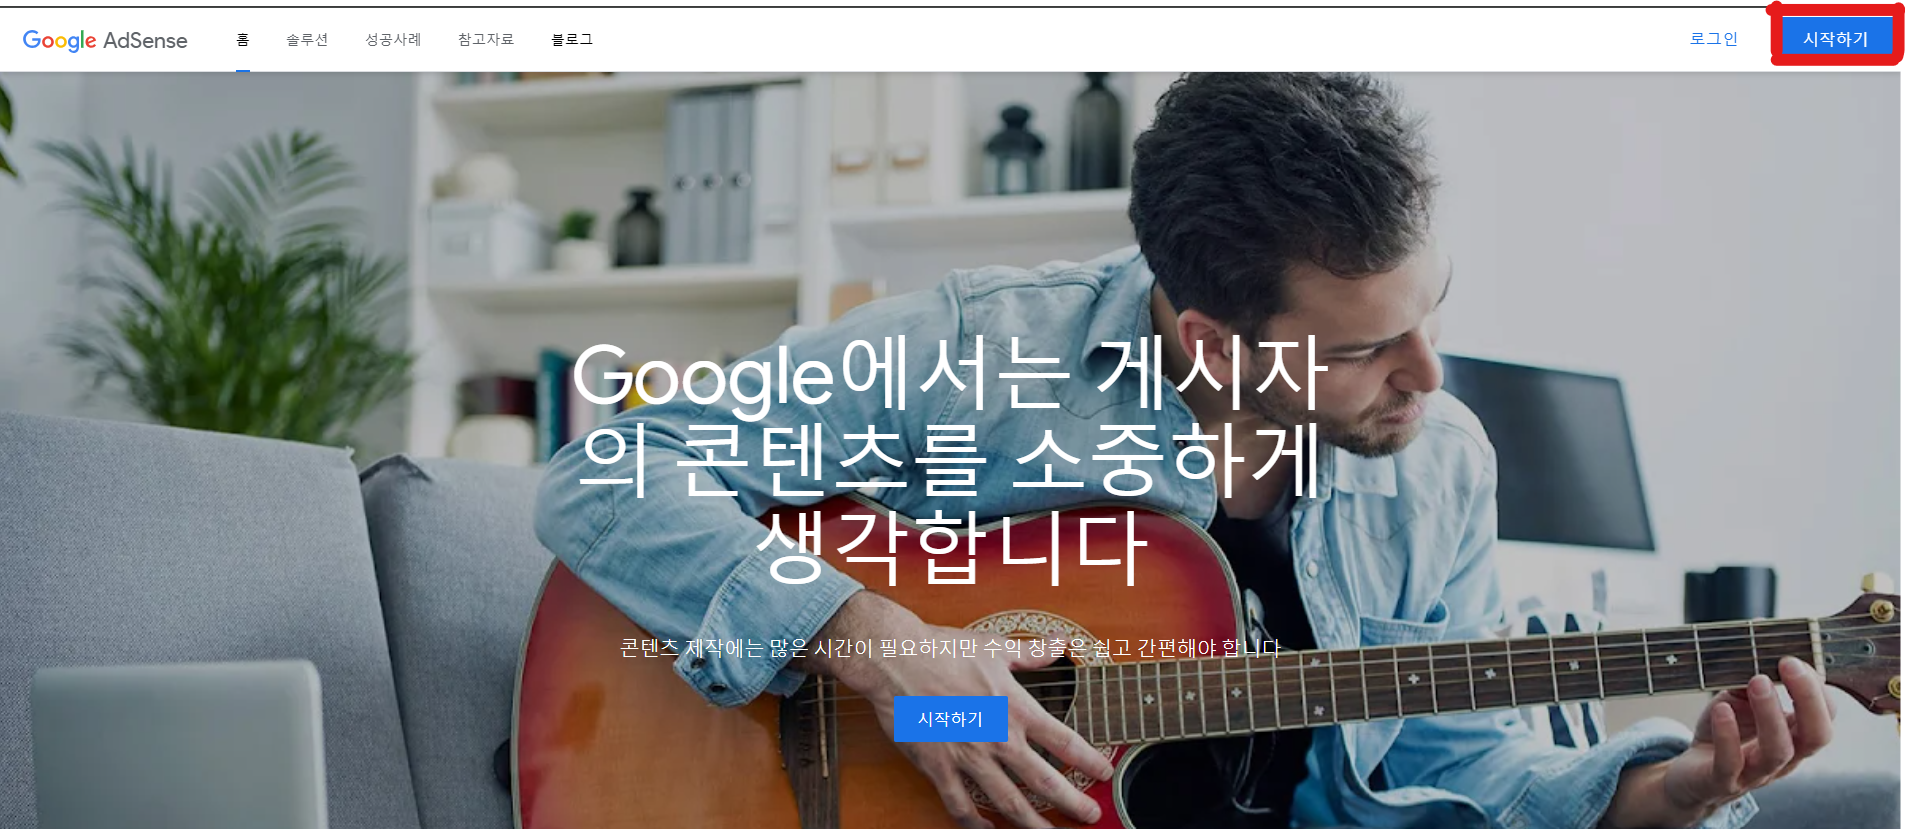 Google AdSense 홈 솔루션 성공사례 참고자료 블로그 로그인 시작하기
Google에서는 게시자
의 콘텐츠를 소중하게
생각합니다
콘텐츠 제작에는 많은 시간이 필요하지만 수익 창출은 쉽고 간편해야 합니다
시작하기